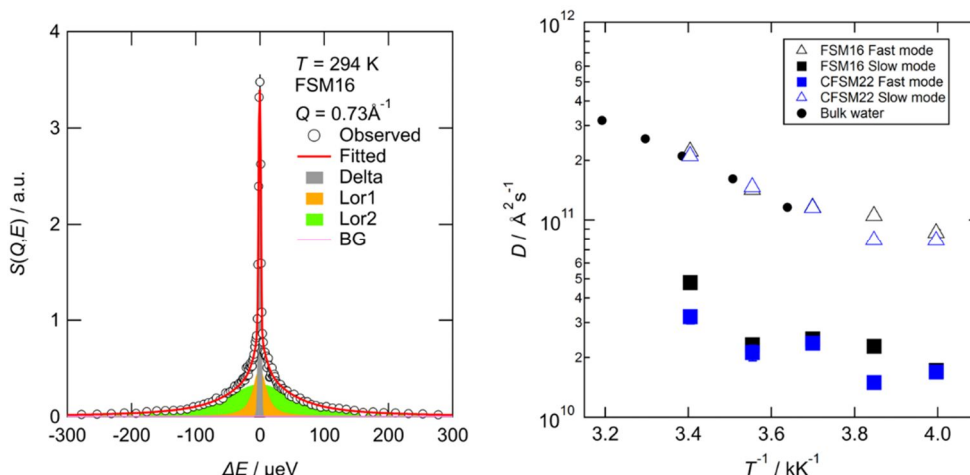 4
3
2
1
0
S(Q,E) / a.u.
T = 294 K
FSM16
Q = 0.73Å⁻¹
Observed
Fitted
Delta
Lor1
Lor2
BG
-300 -200 -100 0 100 200 300
ΔE / μeV
10¹²
8
6
5
4
3
2
10¹¹
8
6
5
4
3
2
10¹⁰
D / Å²s⁻¹
FSM16 Fast mode
FSM16 Slow mode
CFSM22 Fast mode
CFSM22 Slow mode
Bulk water
3.2 3.4 3.6 3.8 4.0
T⁻¹ / kK⁻¹